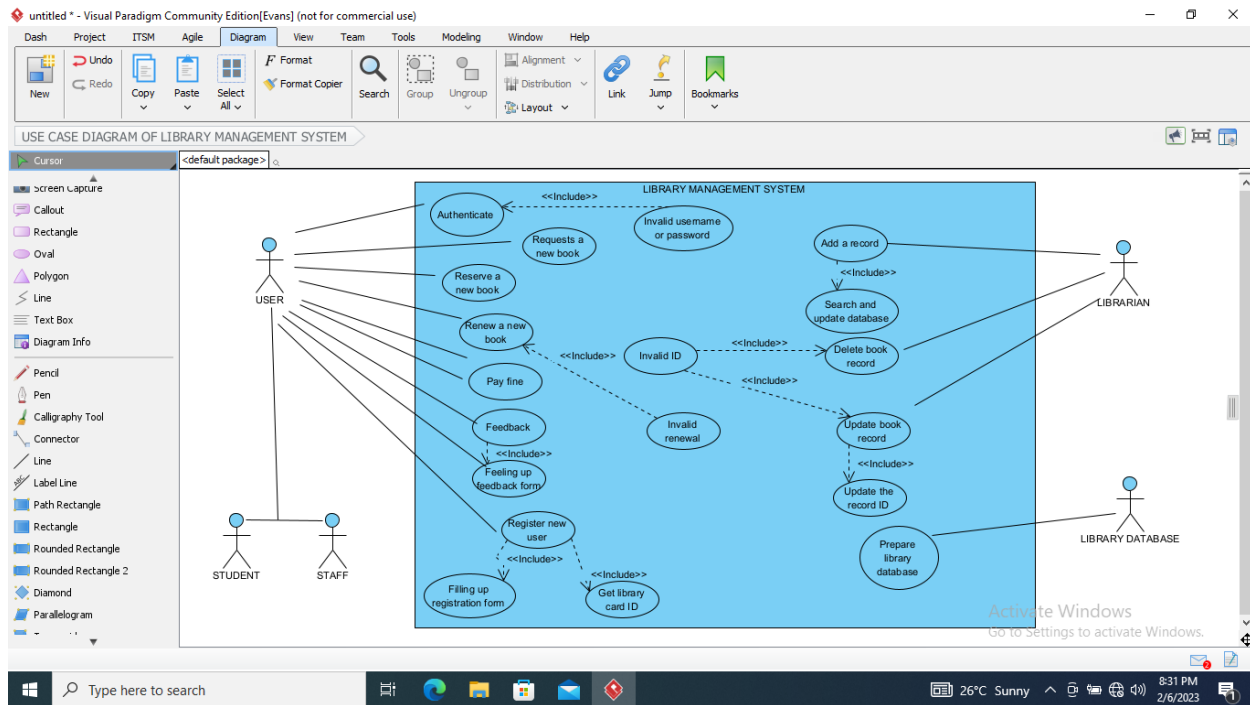 untitled * - Visual Paradigm Community Edition[Evans] (not for commercial use)
Dash Project ITSM Agile Diagram View Team Tools Modeling Window Help
New
Undo
Redo
Copy
Paste
Select
All
F Format
Format Copier
Search
Group
Ungroup
Alignment
Distribution
Layout
Link
Jump
Bookmarks
USE CASE DIAGRAM OF LIBRARY MANAGEMENT SYSTEM
Cursor
<default package>
Screen Capture
Callout
Rectangle
Oval
Polygon
Line
Text Box
Diagram Info
Pencil
Pen
Calligraphy Tool
Connector
Line
Label Line
Path Rectangle
Rectangle
Rounded Rectangle
Rounded Rectangle 2
Diamond
Parallelogram
LIBRARY MANAGEMENT SYSTEM
Authenticate
<<Include>>
Invalid username
or password
Requests a
new book
Add a record
<<Include>>
USER
LIBRARIAN
Reserve a
new book
Search and
update database
Renew a new
book
<<Include>>
Invalid ID
<<Include>>
Delete book
record
Pay fine
<<Include>>
Feedback
Invalid
renewal
Update book
record
<<Include>>
Feeling up
feedback form
<<Include>>
Update the
record ID
Register new
user
Prepare
library
database
LIBRARY DATABASE
<<Include>>
<<Include>>
STUDENT
STAFF
Filling up
registration form
Get library
card ID
Activate Windows
Go to Settings to activate Windows.
2
Type here to search
26°C Sunny
8:31 PM
2/6/2023
1